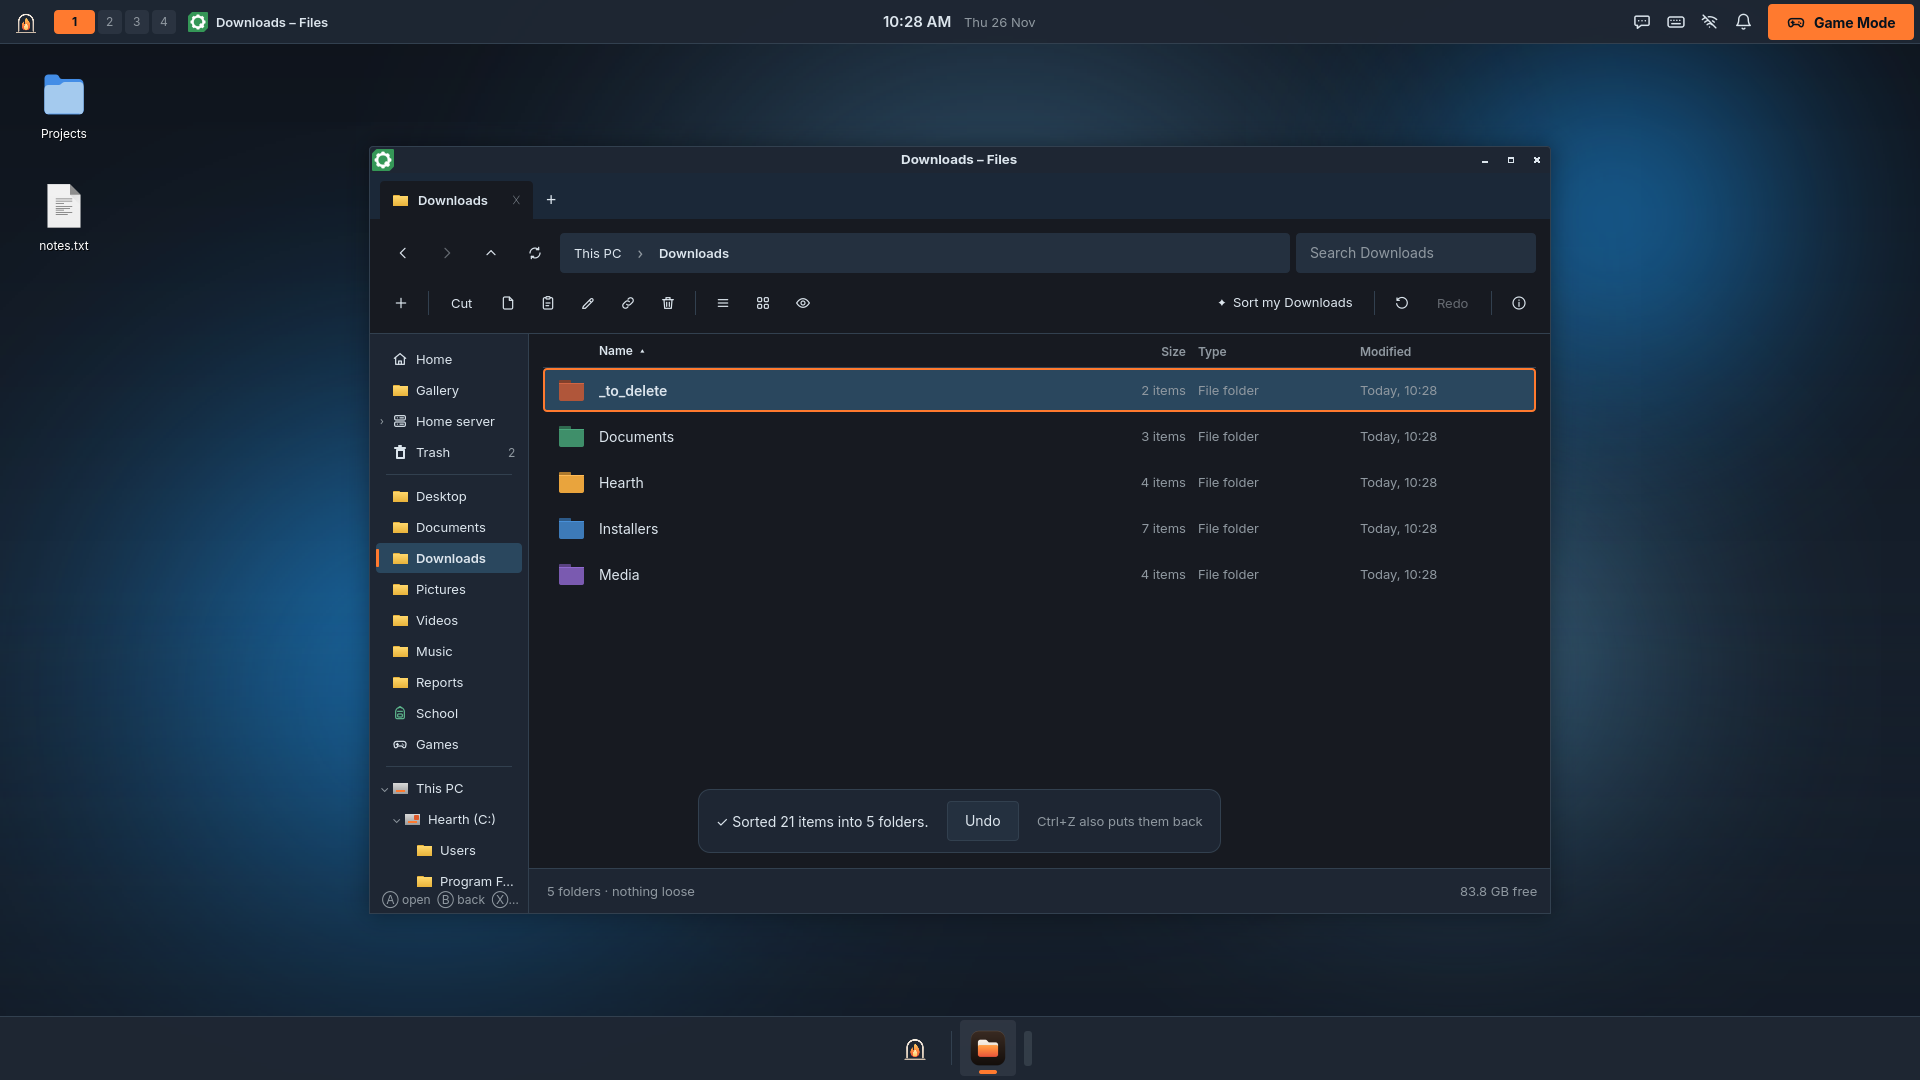 1 2 3 4 Downloads – Files
10:28 AM Thu 26 Nov
Game Mode
Projects
notes.txt
Downloads – Files
Downloads
This PC › Downloads
Search Downloads
Cut
Sort my Downloads
Redo
Home
Gallery
Home server
Trash 2
Desktop
Documents
Downloads
Pictures
Videos
Music
Reports
School
Games
This PC
Hearth (C:)
Users
Program F...
A open B back X...
Name Size Type Modified
_to_delete 2 items File folder Today, 10:28
Documents 3 items File folder Today, 10:28
Hearth 4 items File folder Today, 10:28
Installers 7 items File folder Today, 10:28
Media 4 items File folder Today, 10:28
✓ Sorted 21 items into 5 folders. Undo Ctrl+Z also puts them back
5 folders · nothing loose 83.8 GB free